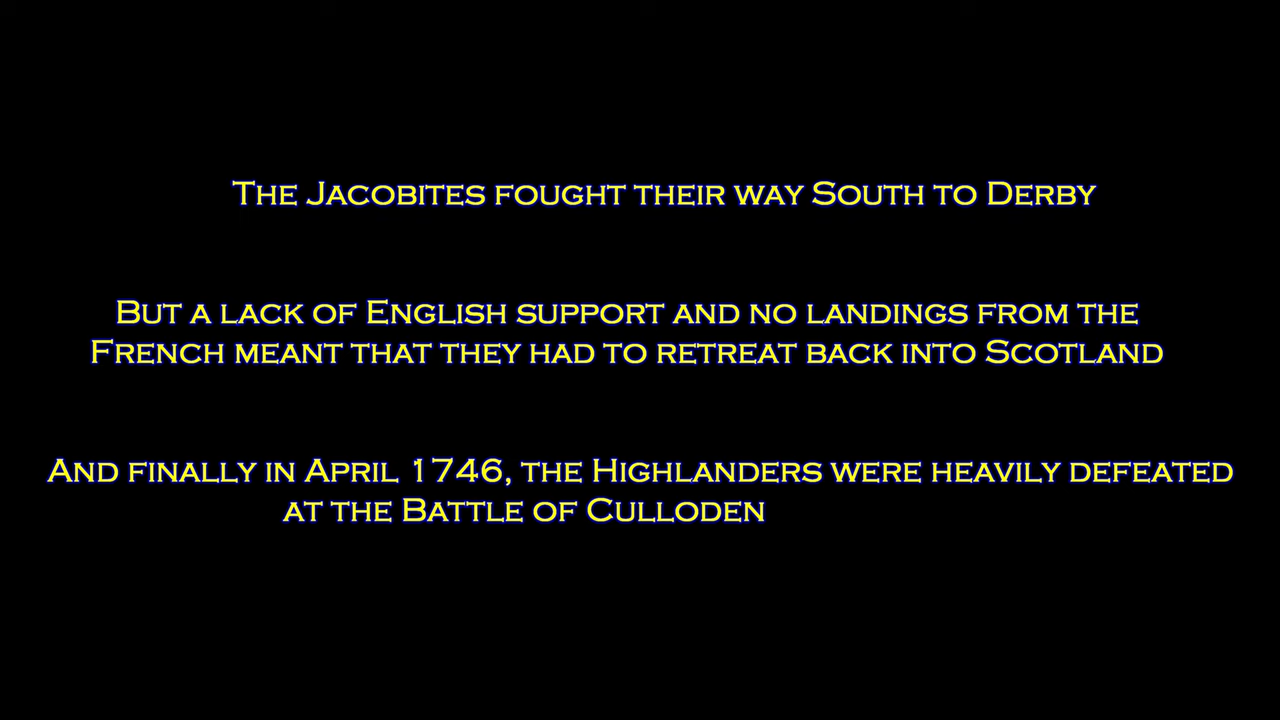 The Jacobites fought their way South to Derby
But a lack of English support and no landings from the
French meant that they had to retreat back into Scotland
And finally in April 1746, the Highlanders were heavily defeated
at the Battle of Culloden